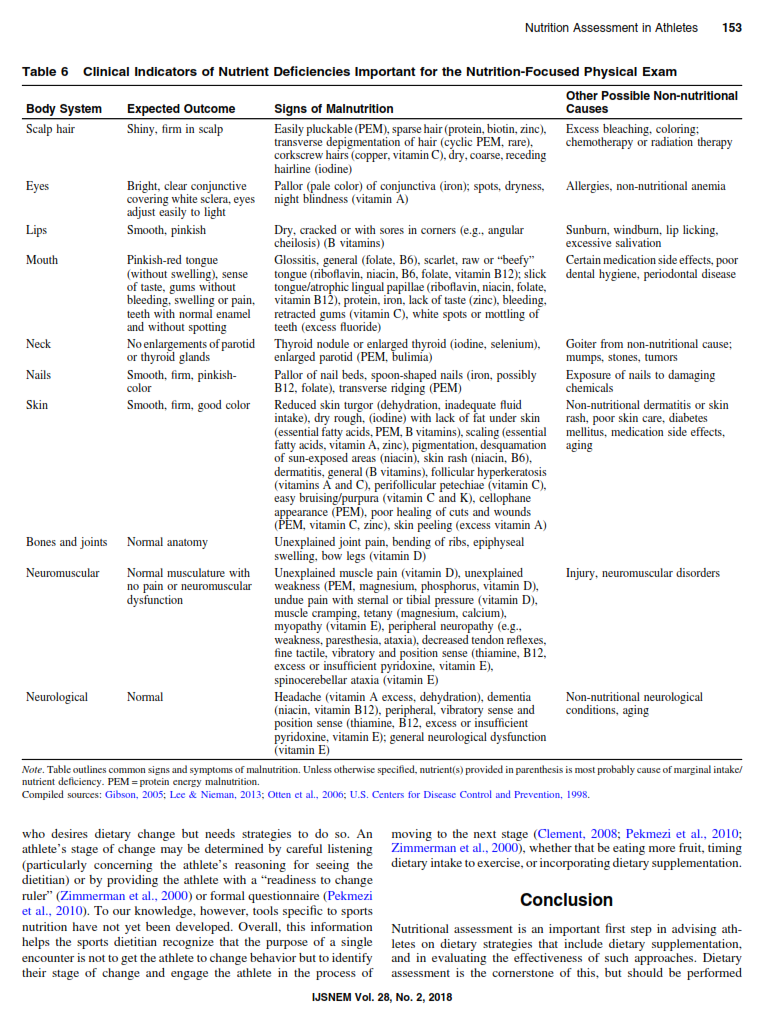 Nutrition Assessment in Athletes 153
Table 6 Clinical Indicators of Nutrient Deficiencies Important for the Nutrition-Focused Physical Exam
Body System
Expected Outcome
Signs of Malnutrition
Other Possible Non-nutritional
Causes
Scalp hair
Shiny, firm in scalp
Easily pluckable (PEM), sparse hair (protein, biotin, zinc),
transverse depigmentation of hair (cyclic PEM, rare),
corkscrew hairs (copper, vitamin C), dry, coarse, receding
hairline (iodine)
Excess bleaching, coloring;
chemotherapy or radiation therapy
Eyes
Bright, clear conjunctive
covering white sclera, eyes
adjust easily to light
Pallor (pale color) of conjunctiva (iron); spots, dryness,
night blindness (vitamin A)
Allergies, non-nutritional anemia
Lips
Smooth, pinkish
Dry, cracked or with sores in corners (e.g., angular
cheilosis) (B vitamins)
Sunburn, windburn, lip licking,
excessive salivation
Mouth
Pinkish-red tongue
(without swelling), sense
of taste, gums without
bleeding, swelling or pain,
teeth with normal enamel
and without spotting
Glossitis, general (folate, B6), scarlet, raw or “beefy”
tongue (riboflavin, niacin, B6, folate, vitamin B12); slick
tongue/atrophic lingual papillae (riboflavin, niacin, folate,
vitamin B12), protein, iron, lack of taste (zinc), bleeding,
retracted gums (vitamin C), white spots or mottling of
teeth (excess fluoride)
Certain medication side effects, poor
dental hygiene, periodontal disease
Neck
No enlargements of parotid
or thyroid glands
Thyroid nodule or enlarged thyroid (iodine, selenium),
enlarged parotid (PEM, bulimia)
Goiter from non-nutritional cause;
mumps, stones, tumors
Nails
Smooth, firm, pinkish-
color
Pallor of nail beds, spoon-shaped nails (iron, possibly
B12, folate), transverse ridging (PEM)
Exposure of nails to damaging
chemicals
Skin
Smooth, firm, good color
Reduced skin turgor (dehydration, inadequate fluid
intake), dry rough, (iodine) with lack of fat under skin
(essential fatty acids, PEM, B vitamins), scaling (essential
fatty acids, vitamin A, zinc), pigmentation, desquamation
of sun-exposed areas (niacin), skin rash (niacin, B6),
dermatitis, general (B vitamins), follicular hyperkeratosis
(vitamins A and C), perifollicular petechiae (vitamin C),
easy bruising/purpura (vitamin C and K), cellophane
appearance (PEM), poor healing of cuts and wounds
(PEM, vitamin C, zinc), skin peeling (excess vitamin A)
Non-nutritional dermatitis or skin
rash, poor skin care, diabetes
mellitus, medication side effects,
aging
Bones and joints
Normal anatomy
Unexplained joint pain, bending of ribs, epiphyseal
swelling, bow legs (vitamin D)
Neuromuscular
Normal musculature with
no pain or neuromuscular
dysfunction
Unexplained muscle pain (vitamin D), unexplained
weakness (PEM, magnesium, phosphorus, vitamin D),
undue pain with sternal or tibial pressure (vitamin D),
muscle cramping, tetany (magnesium, calcium),
myopathy (vitamin E), peripheral neuropathy (e.g.,
weakness, paresthesia, ataxia), decreased tendon reflexes,
fine tactile, vibratory and position sense (thiamine, B12,
excess or insufficient pyridoxine, vitamin E),
spinocerebellar ataxia (vitamin E)
Injury, neuromuscular disorders
Neurological
Normal
Headache (vitamin A excess, dehydration), dementia
(niacin, vitamin B12), peripheral, vibratory sense and
position sense (thiamine, B12, excess or insufficient
pyridoxine, vitamin E); general neurological dysfunction
(vitamin E)
Non-nutritional neurological
conditions, aging
Note. Table outlines common signs and symptoms of malnutrition. Unless otherwise specified, nutrient(s) provided in parenthesis is most probably cause of marginal intake/
nutrient deficiency. PEM = protein energy malnutrition.
Compiled sources: Gibson, 2005; Lee & Nieman, 2013; Otten et al., 2006; U.S. Centers for Disease Control and Prevention, 1998.
who desires dietary change but needs strategies to do so. An
athlete’s stage of change may be determined by careful listening
(particularly concerning the athlete’s reasoning for seeing the
dietitian) or by providing the athlete with a “readiness to change
ruler” (Zimmerman et al., 2000) or formal questionnaire (Pekmezi
et al., 2010). To our knowledge, however, tools specific to sports
nutrition have not yet been developed. Overall, this information
helps the sports dietitian recognize that the purpose of a single
encounter is not to get the athlete to change behavior but to identify
their stage of change and engage the athlete in the process of
moving to the next stage (Clement, 2008; Pekmezi et al., 2010;
Zimmerman et al., 2000), whether that be eating more fruit, timing
dietary intake to exercise, or incorporating dietary supplementation.
Conclusion
Nutritional assessment is an important first step in advising ath-
letes on dietary strategies that include dietary supplementation,
and in evaluating the effectiveness of such approaches. Dietary
assessment is the cornerstone of this, but should be performed
IJSNEM Vol. 28, No. 2, 2018